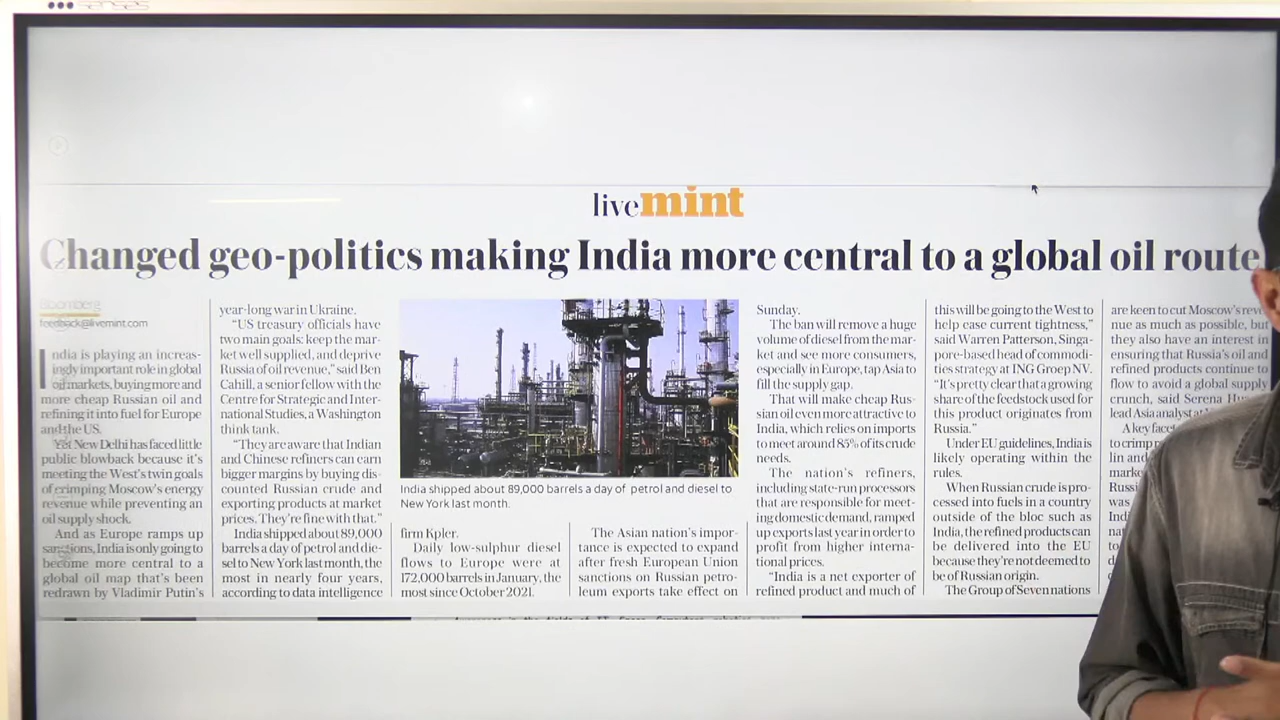 livemint
Changed geo-politics making India more central to a global oil route
Bloomberg
feedback@livemint.com
India is playing an increas-
ingly important role in global
oil markets, buying more and
more cheap Russian oil and
refining it into fuel for Europe
and the US.
Yet New Delhi has faced little
public blowback because it's
meeting the West's twin goals
of crimping Moscow's energy
revenue while preventing an
oil supply shock.
And as Europe ramps up
sanctions, India is only going to
become more central to a
global oil map that's been
redrawn by Vladimir Putin's
year-long war in Ukraine.
"US treasury officials have
two main goals: keep the mar-
ket well supplied, and deprive
Russia of oil revenue," said Ben
Cahill, a senior fellow with the
Centre for Strategic and Inter-
national Studies, a Washington
think tank.
"They are aware that Indian
and Chinese refiners can earn
bigger margins by buying dis-
counted Russian crude and
exporting products at market
prices. They're fine with that."
India shipped about 89,000
barrels a day of petrol and die-
sel to New York last month, the
most in nearly four years,
according to data intelligence
India shipped about 89,000 barrels a day of petrol and diesel to
New York last month.
firm Kpler.
Daily low-sulphur diesel
flows to Europe were at
172,000 barrels in January, the
most since October 2021.
The Asian nation's impor-
tance is expected to expand
after fresh European Union
sanctions on Russian petro-
leum exports take effect on
Sunday.
The ban will remove a huge
volume of diesel from the mar-
ket and see more consumers,
especially in Europe, tap Asia to
fill the supply gap.
That will make cheap Rus-
sian oil even more attractive to
India, which relies on imports
to meet around 85% of its crude
needs.
The nation's refiners,
including state-run processors
that are responsible for meet-
ing domestic demand, ramped
up exports last year in order to
profit from higher interna-
tional prices.
"India is a net exporter of
refined product and much of
this will be going to the West to
help ease current tightness,"
said Warren Patterson, Singa-
pore-based head of commodi-
ties strategy at ING Groep NV.
"It's pretty clear that a growing
share of the feedstock used for
this product originates from
Russia."
Under EU guidelines, India is
likely operating within the
rules.
When Russian crude is pro-
cessed into fuels in a country
outside of the bloc such as
India, the refined products can
be delivered into the EU
because they're not deemed to
be of Russian origin.
The Group of Seven nations
are keen to cut Moscow's reve
nue as much as possible, but
they also have an interest in
ensuring that Russia's oil and
refined products continue to
flow to avoid a global supply
crunch, said Serena
lead Asia analyst at
A key face
to crimp
lin and
marke
Russi
was
Indi